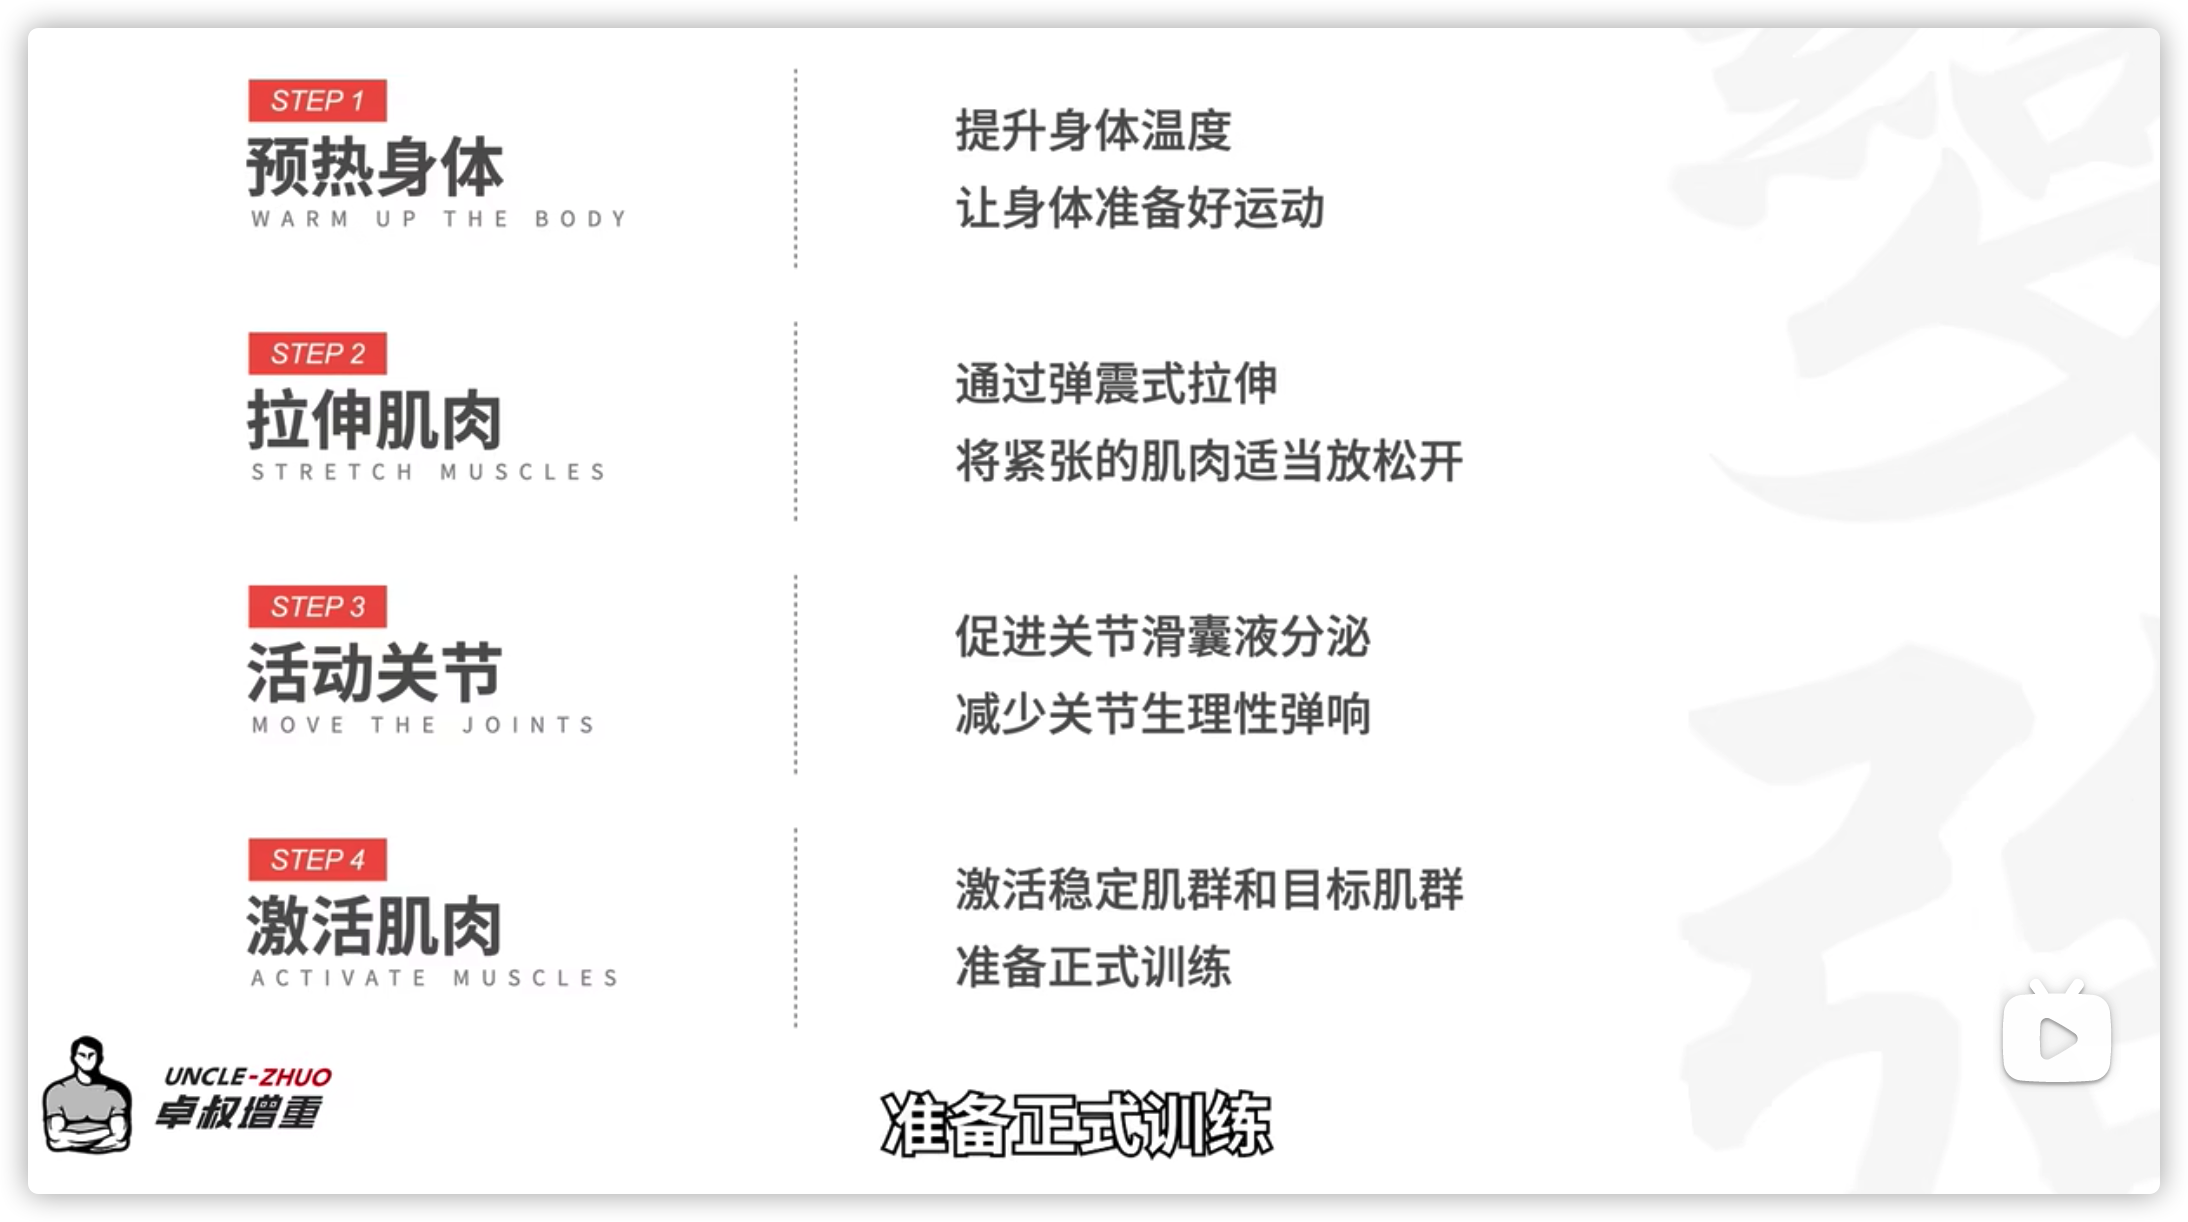 STEP 1
预热身体
WARM UP THE BODY
提升身体温度
让身体准备好运动
STEP 2
拉伸肌肉
STRETCH MUSCLES
通过弹震式拉伸
将紧张的肌肉适当放松开
STEP 3
活动关节
MOVE THE JOINTS
促进关节滑囊液分泌
减少关节生理性弹响
STEP 4
激活肌肉
ACTIVATE MUSCLES
激活稳定肌群和目标肌群
准备正式训练
UNCLE-ZHUO
卓叔增重
准备正式训练